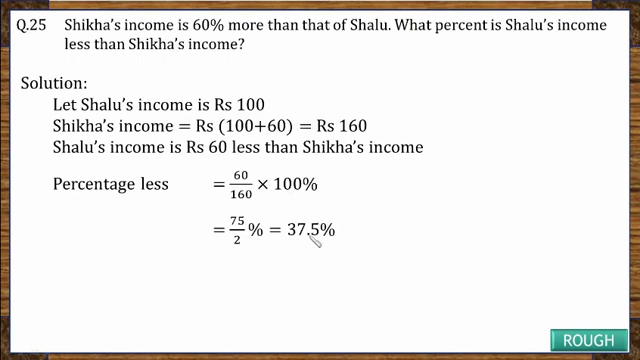 Q.25 Shikha’s income is 60% more than that of Shalu. What percent is Shalu’s income
less than Shikha’s income?
Solution:
Let Shalu’s income is Rs 100
Shikha’s income = Rs (100+60) = Rs 160
Shalu’s income is Rs 60 less than Shikha’s income
Percentage less = 60/160 × 100%
= 75/2 % = 37.5%
ROUGH